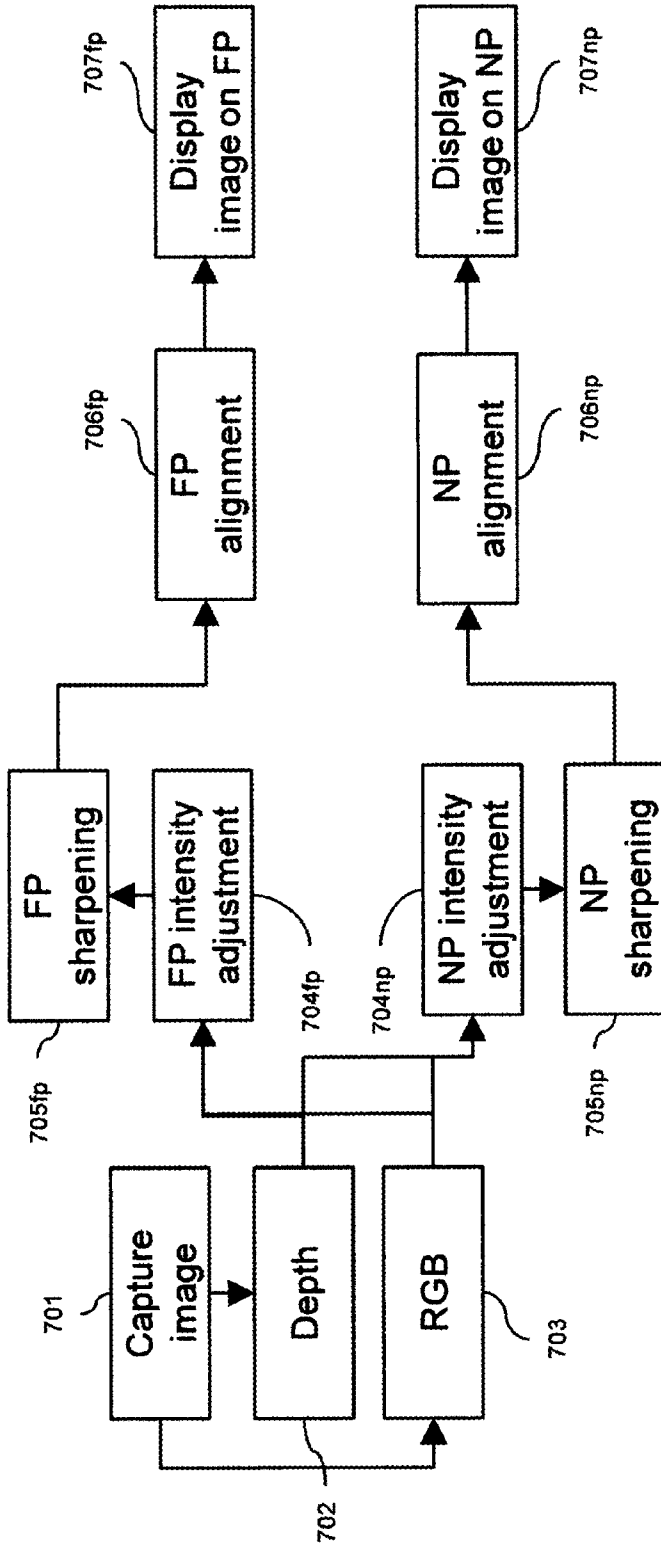 701
Capture
image
Depth
702
RGB
703
705fp
FP
sharpening
FP intensity
adjustment
704fp
704np
NP intensity
adjustment
NP
sharpening
705np
706fp
FP
alignment
NP
alignment
706np
707fp
Display
image on FP
Display
image on NP
707np